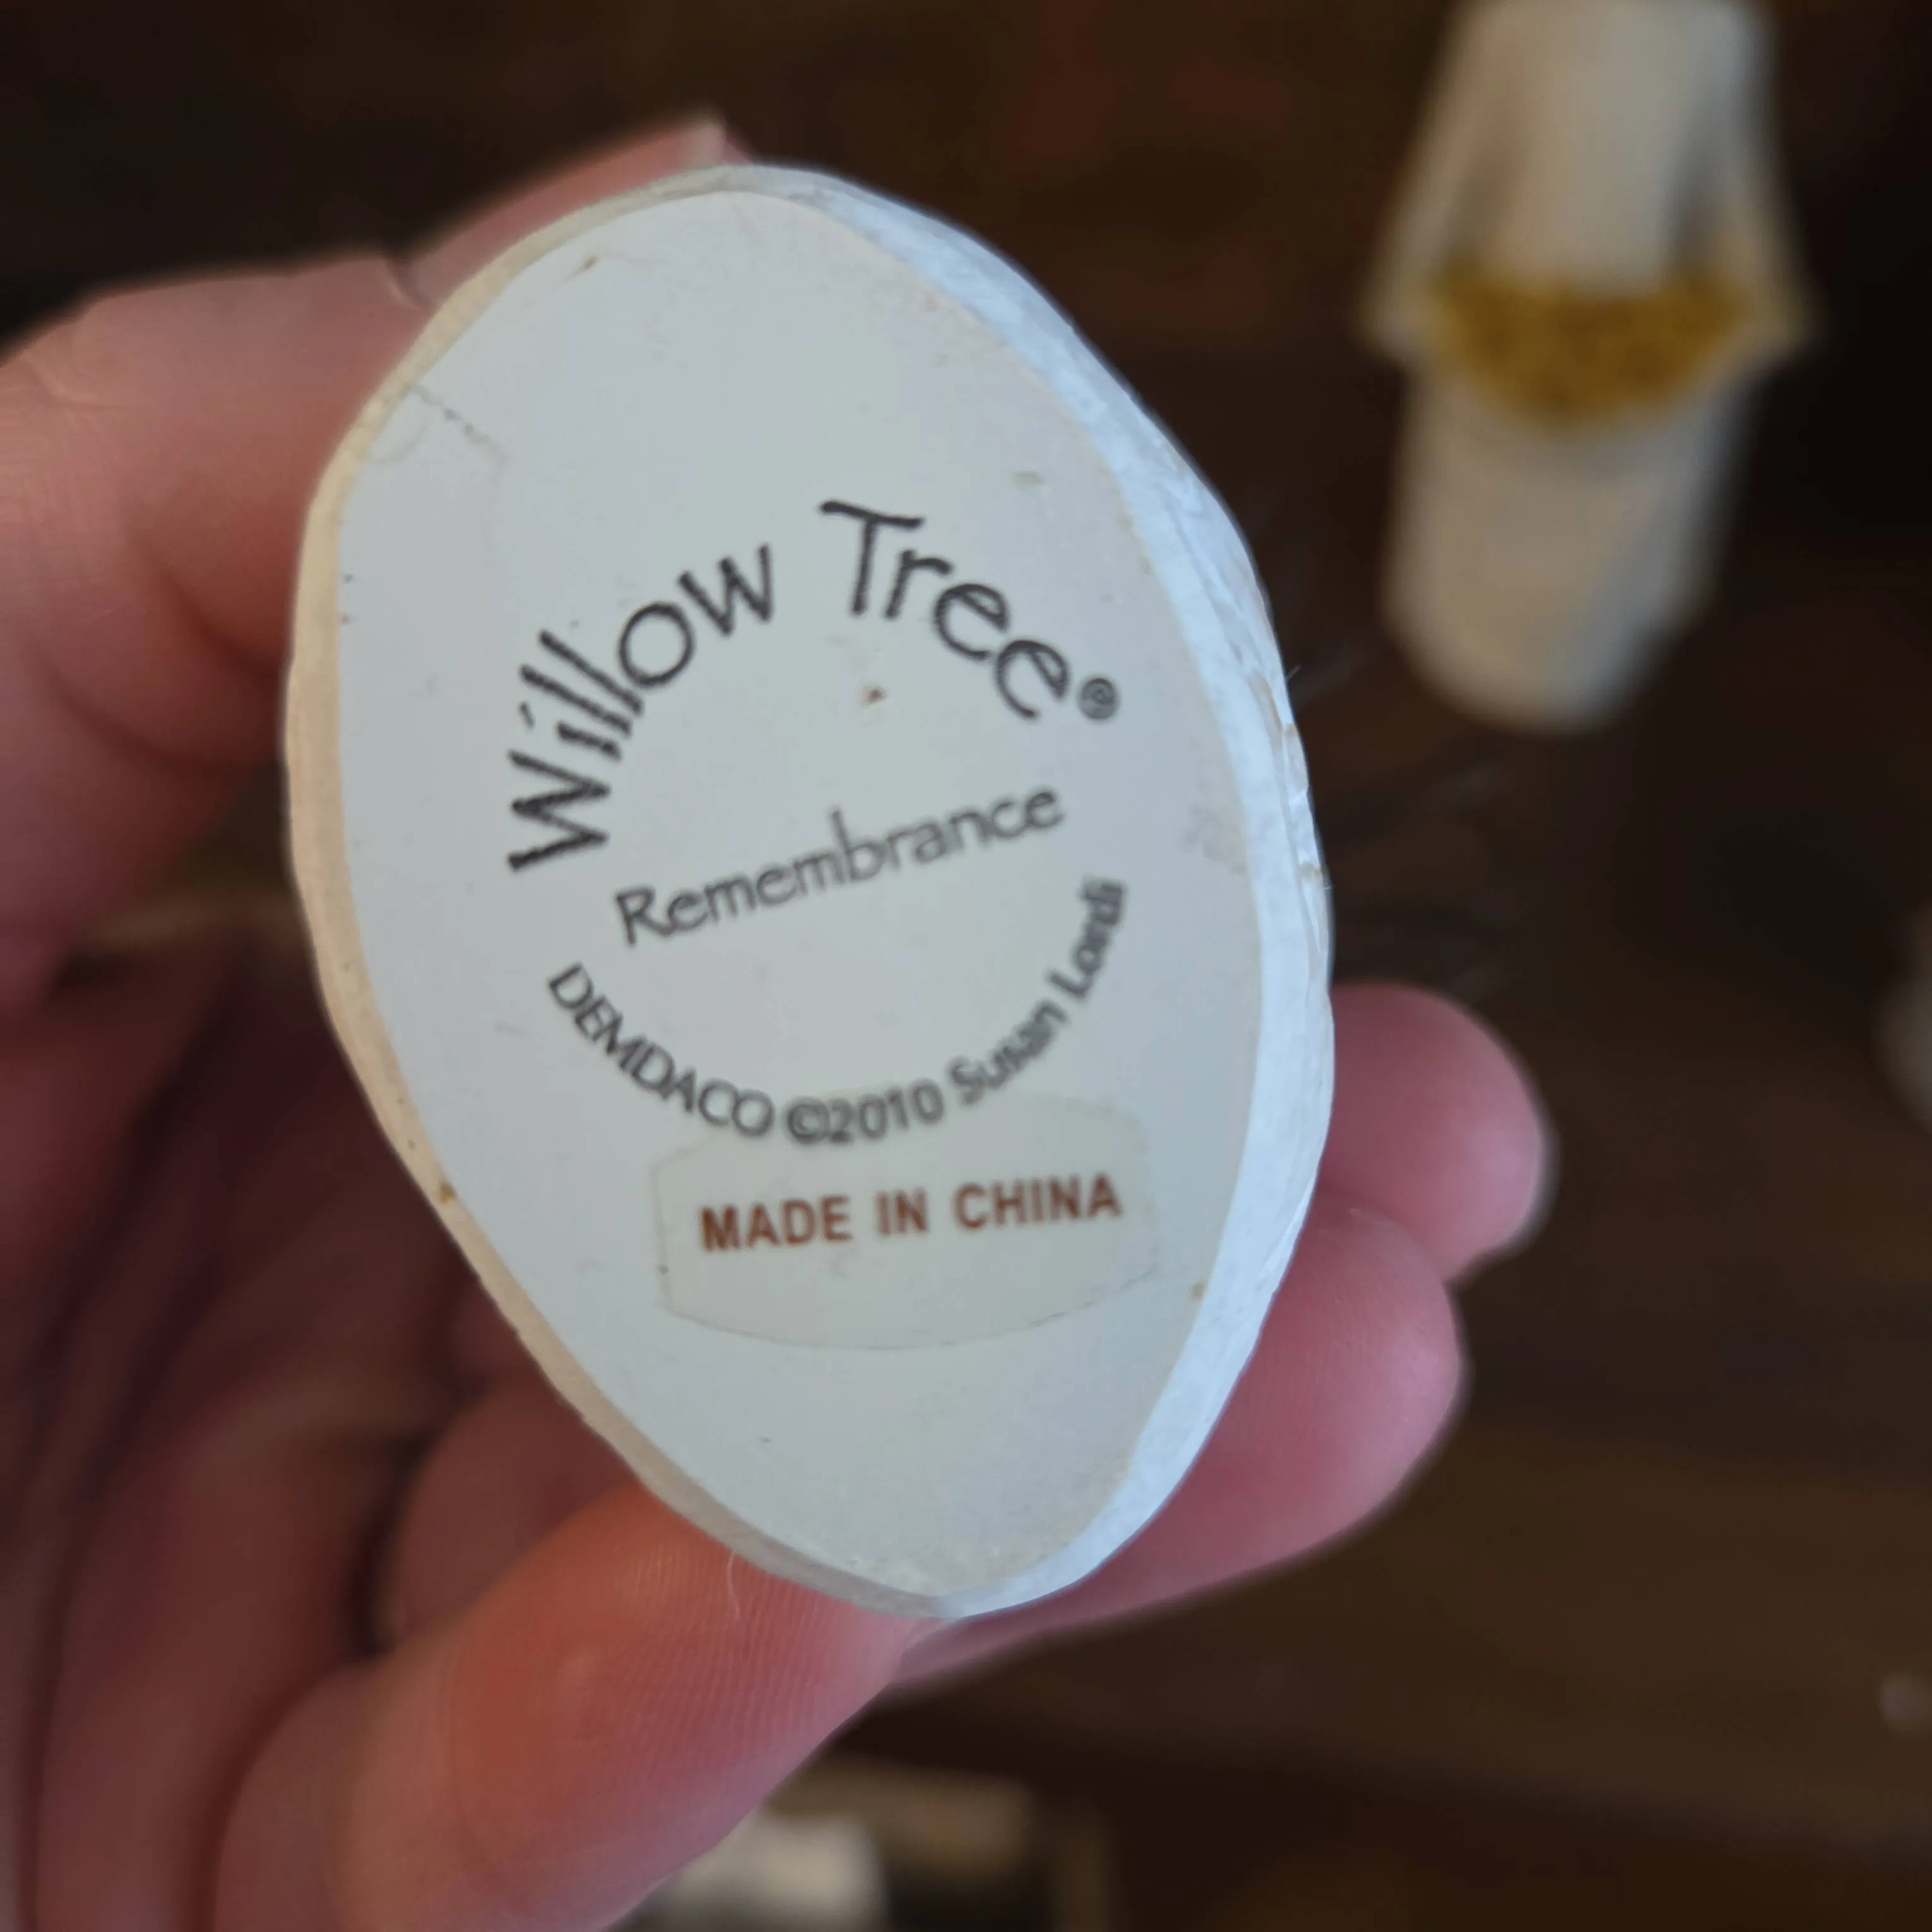 Willow Tree®
Remembrance
DEMDACO ©2010 Susan Lordi
MADE IN CHINA